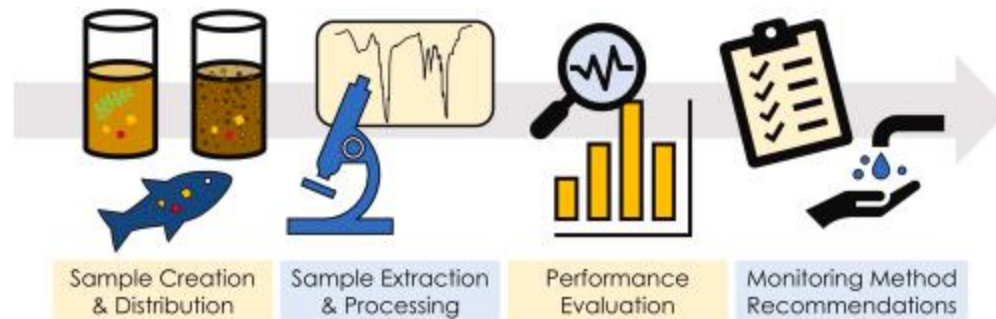 Sample Creation
& Distribution
Sample Extraction
& Processing
Performance
Evaluation
Monitoring Method
Recommendations